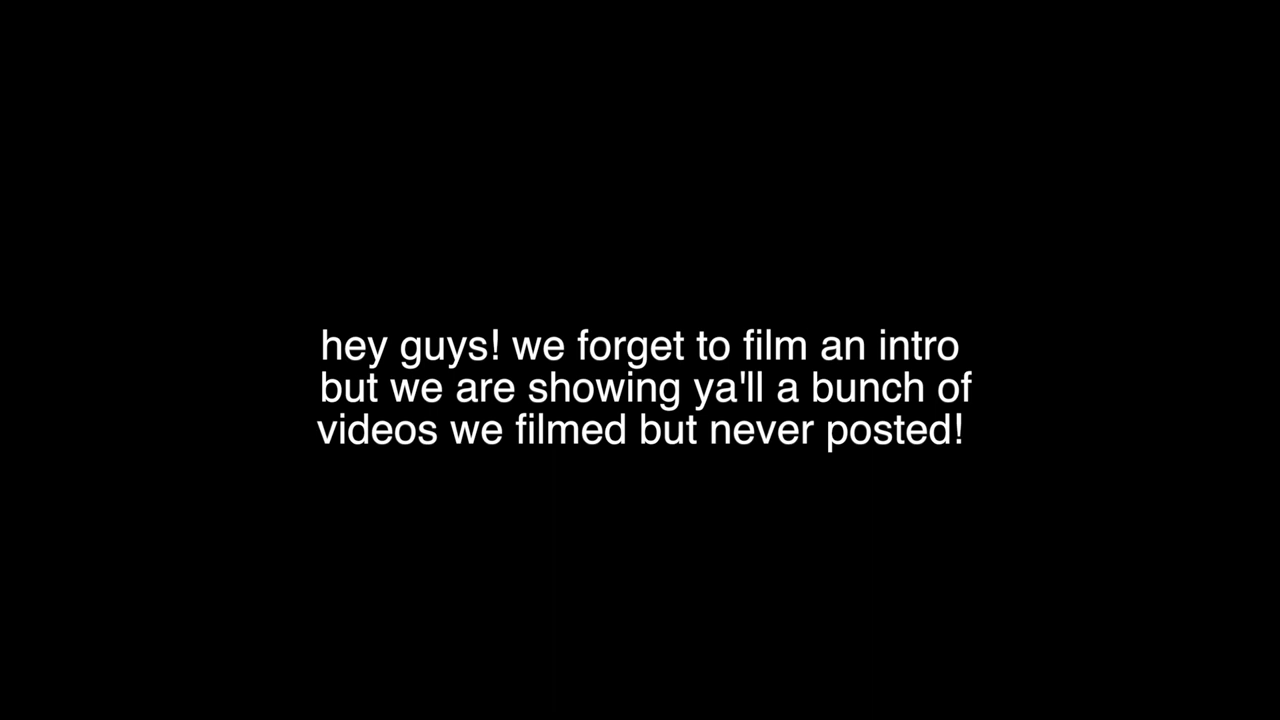 hey guys! we forget to film an intro
but we are showing ya'll a bunch of
videos we filmed but never posted!